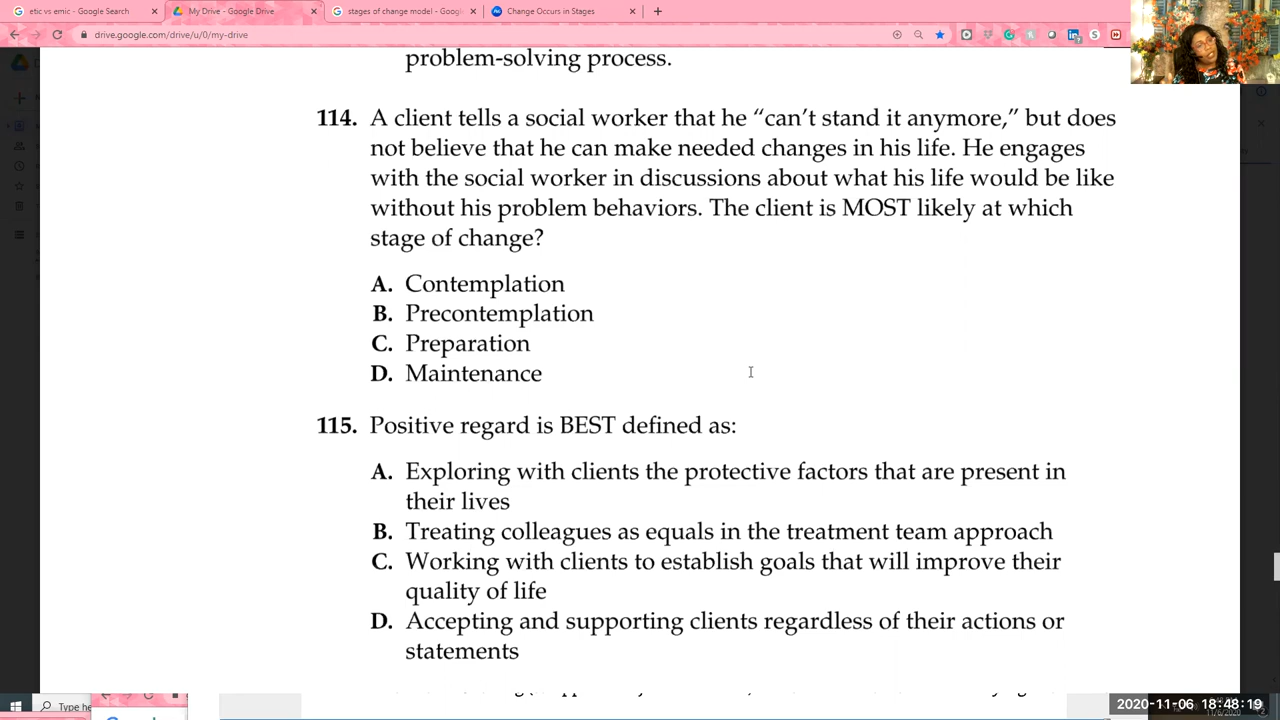 etic vs emic - Google Search
My Drive - Google Drive
stages of change model - Googl
Change Occurs in Stages
drive.google.com/drive/u/0/my-drive
problem-solving process.
114. A client tells a social worker that he “can’t stand it anymore,” but does
not believe that he can make needed changes in his life. He engages
with the social worker in discussions about what his life would be like
without his problem behaviors. The client is MOST likely at which
stage of change?
A. Contemplation
B. Precontemplation
C. Preparation
D. Maintenance
115. Positive regard is BEST defined as:
A. Exploring with clients the protective factors that are present in
their lives
B. Treating colleagues as equals in the treatment team approach
C. Working with clients to establish goals that will improve their
quality of life
D. Accepting and supporting clients regardless of their actions or
statements
Type he
2020-11-06 18:48:19